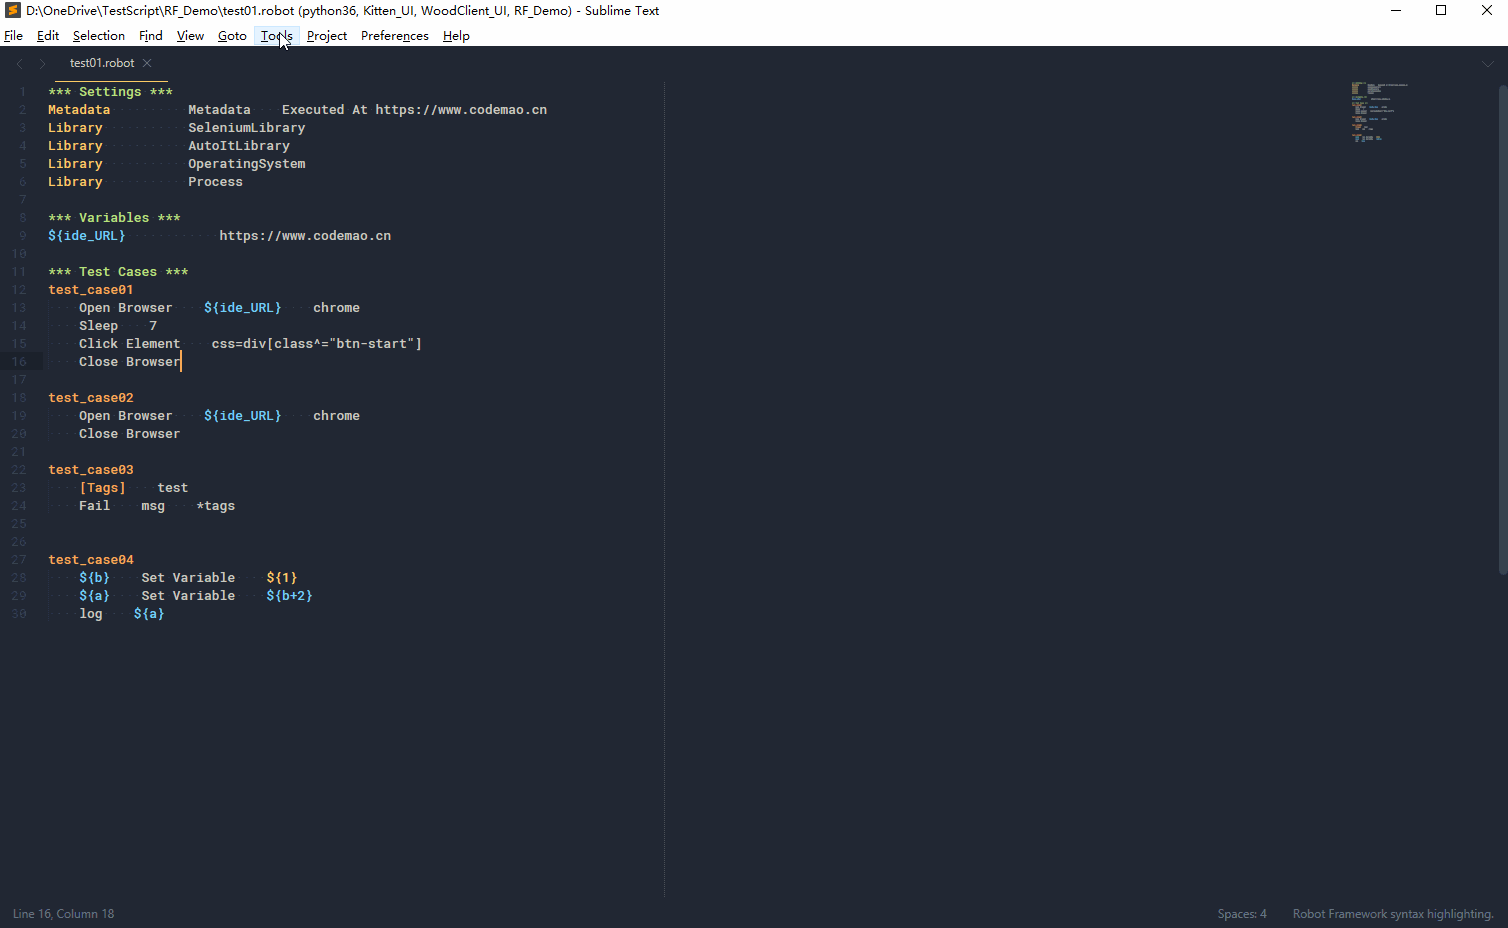 D:\OneDrive\TestScript\RF_Demo\test01.robot (python36, Kitten_UI, WoodClient_UI, RF_Demo) - Sublime Text
File Edit Selection Find View Goto Tools Project Preferences Help
test01.robot
1 *** Settings ***
2 Metadata Metadata Executed At https://www.codemao.cn
3 Library SeleniumLibrary
4 Library AutoItLibrary
5 Library OperatingSystem
6 Library Process
7
8 *** Variables ***
9 ${ide_URL} https://www.codemao.cn
10
11 *** Test Cases ***
12 test_case01
13 Open Browser ${ide_URL} chrome
14 Sleep 7
15 Click Element css=div[class^="btn-start"]
16 Close Browser
17
18 test_case02
19 Open Browser ${ide_URL} chrome
20 Close Browser
21
22 test_case03
23 [Tags] test
24 Fail msg *tags
25
26
27 test_case04
28 ${b} Set Variable ${1}
29 ${a} Set Variable ${b+2}
30 log ${a}
Line 16, Column 18 Spaces: 4 Robot Framework syntax highlighting.